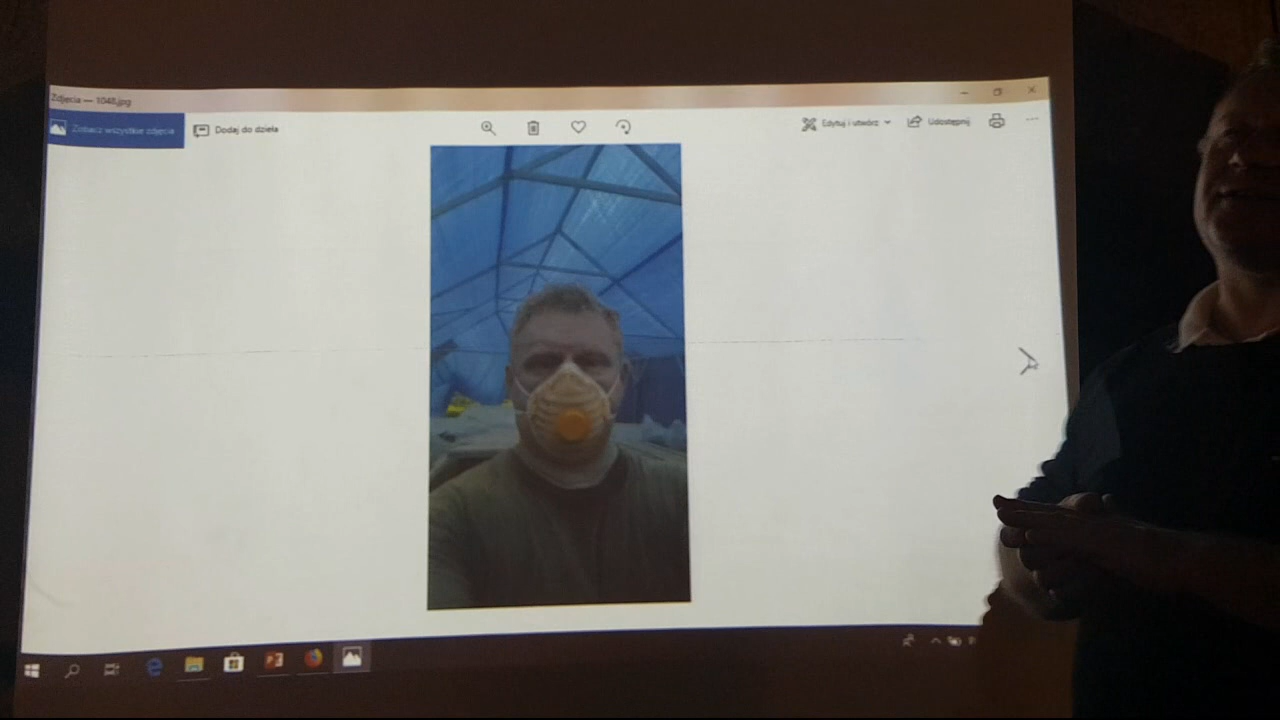 Zdjęcia — 1048.jpg
Zobacz wszystkie zdjęcia
Dodaj do dzieła
Edytuj i utwórz
Udostępnij